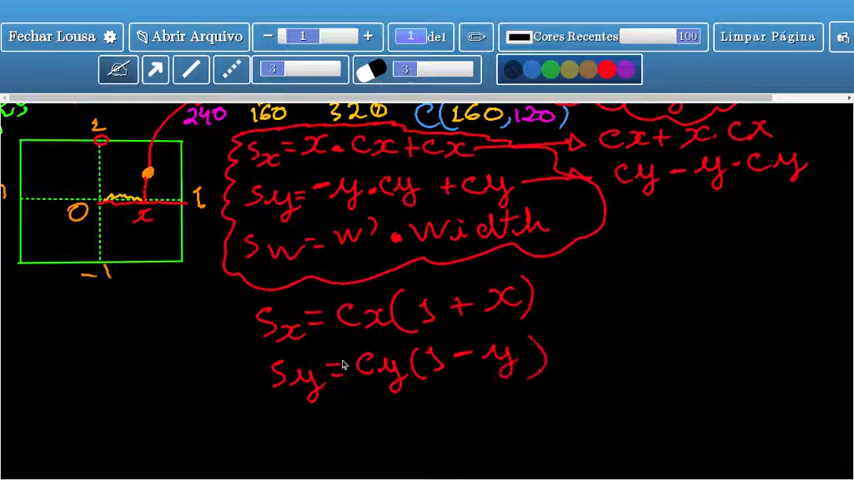 Fechar Lousa Abrir Arquivo − 1 + 1 de1 Cores Recentes 100 Limpar Página
3 3
240 160 320 C(160,120)
1
0 x 1
-1
Sx = x·Cx+Cx → Cx + x·Cx
Sy = -y·Cy + Cy → Cy - y·Cy
SW = W'·Width
Sx = Cx(1 + x)
Sy = Cy(1 - y)